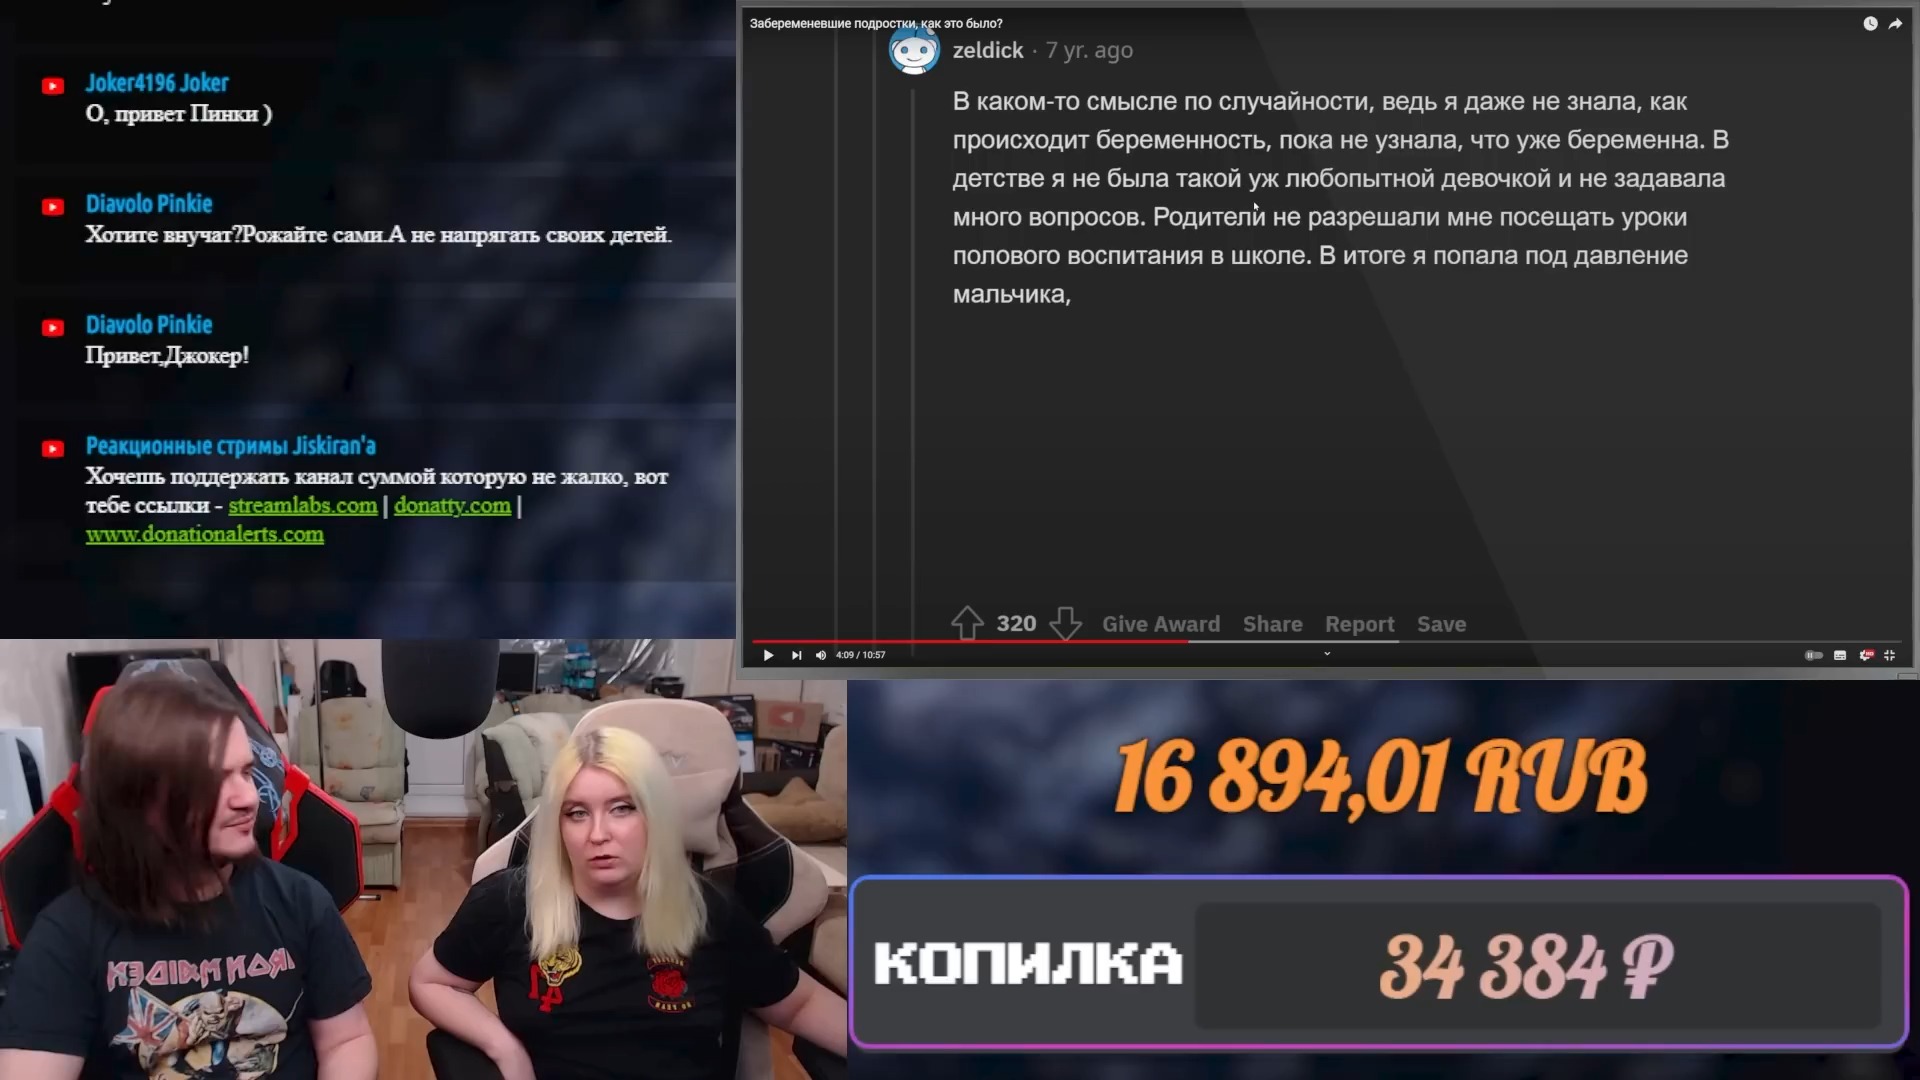 Joker4196 Joker
О, привет Пинки )
Diavolo Pinkie
Хотите внучат?Рожайте сами.А не напрягать своих детей.
Diavolo Pinkie
Привет,Джокер!
Реакционные стримы Jiskiran'a
Хочешь поддержать канал суммой которую не жалко, вот
тебе ссылки - streamlabs.com | donatty.com |
www.donationalerts.com
Забеременевшие подростки, как это было?
zeldick · 7 yr. ago
В каком-то смысле по случайности, ведь я даже не знала, как
происходит беременность, пока не узнала, что уже беременна. В
детстве я не была такой уж любопытной девочкой и не задавала
много вопросов. Родители не разрешали мне посещать уроки
полового воспитания в школе. В итоге я попала под давление
мальчика,
320 Give Award Share Report Save
4:09 / 10:57
16 894,01 RUB
КОПИЛКА
34 384 ₽